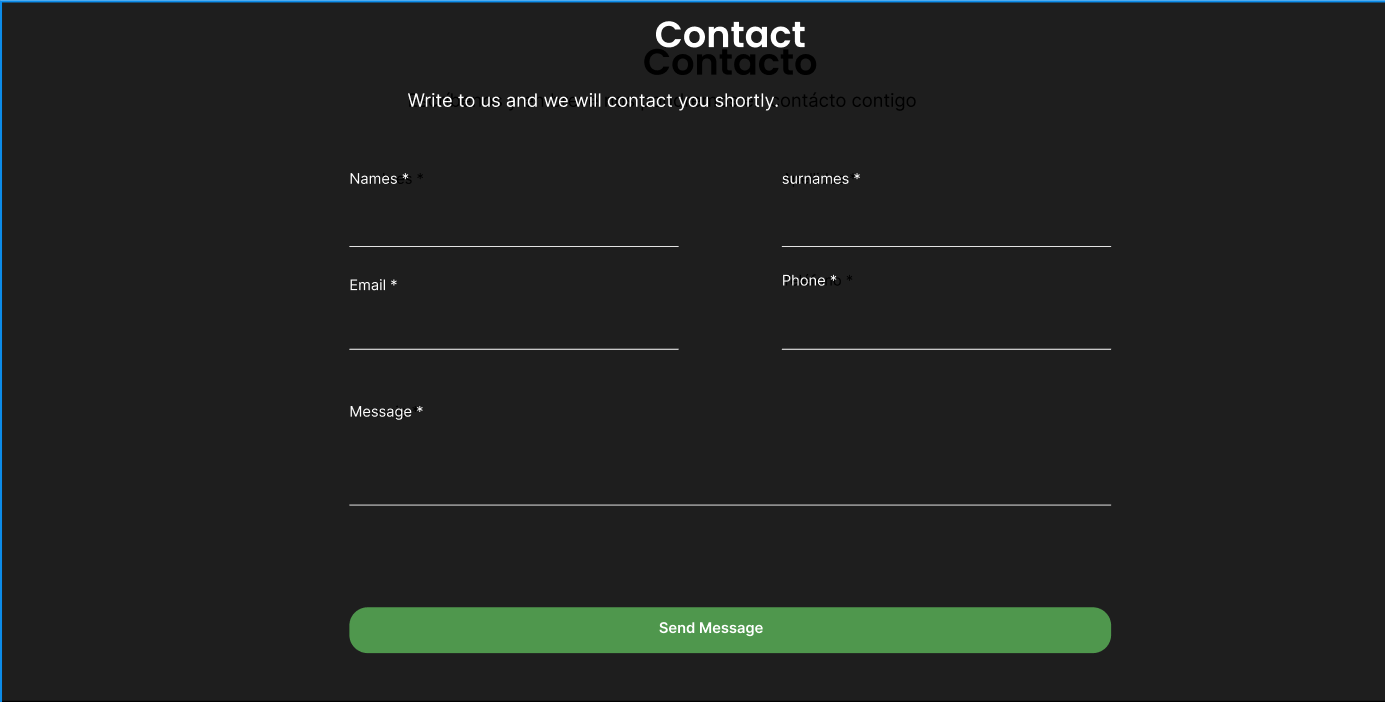 Contact
Contacto
Write to us and we will contact you shortly.
contácto contigo
Names *
surnames *
Email *
Phone *
Message *
Send Message